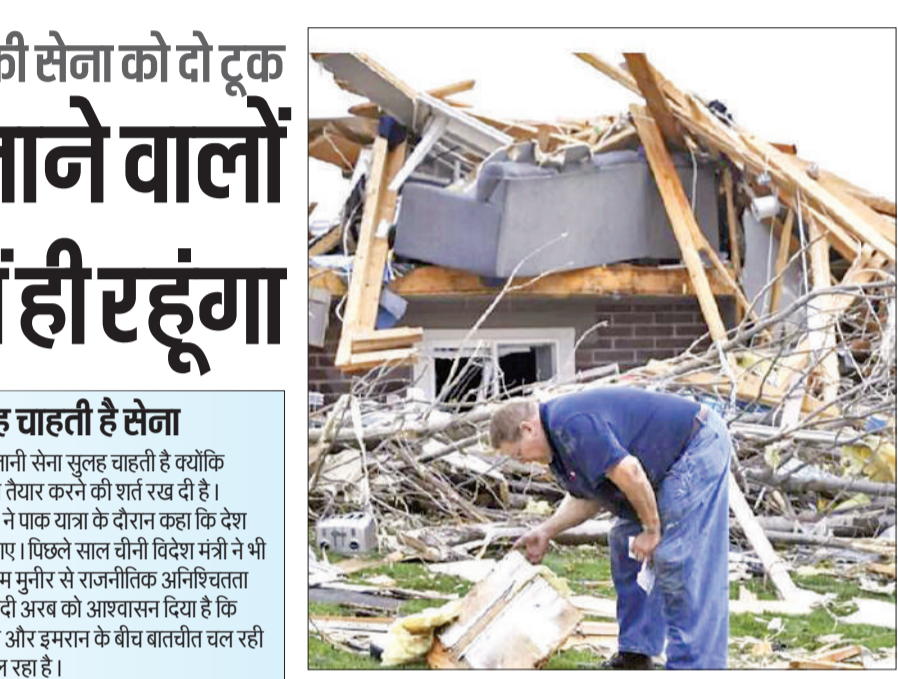 की सेना को दो टूक
वालों
ही रहूंगा
चाहती है सेना
सेना सुलह चाहती है क्योंकि
तैयार करने की शर्त रख दी है।
ने पाक यात्रा के दौरान कहा कि देश
पिछले साल चीनी विदेश मंत्री ने भी
मुनीर से राजनीतिक अनिश्चितता
अरब को आश्वासन दिया है कि
और इमरान के बीच बातचीत चल रही
रहा है।